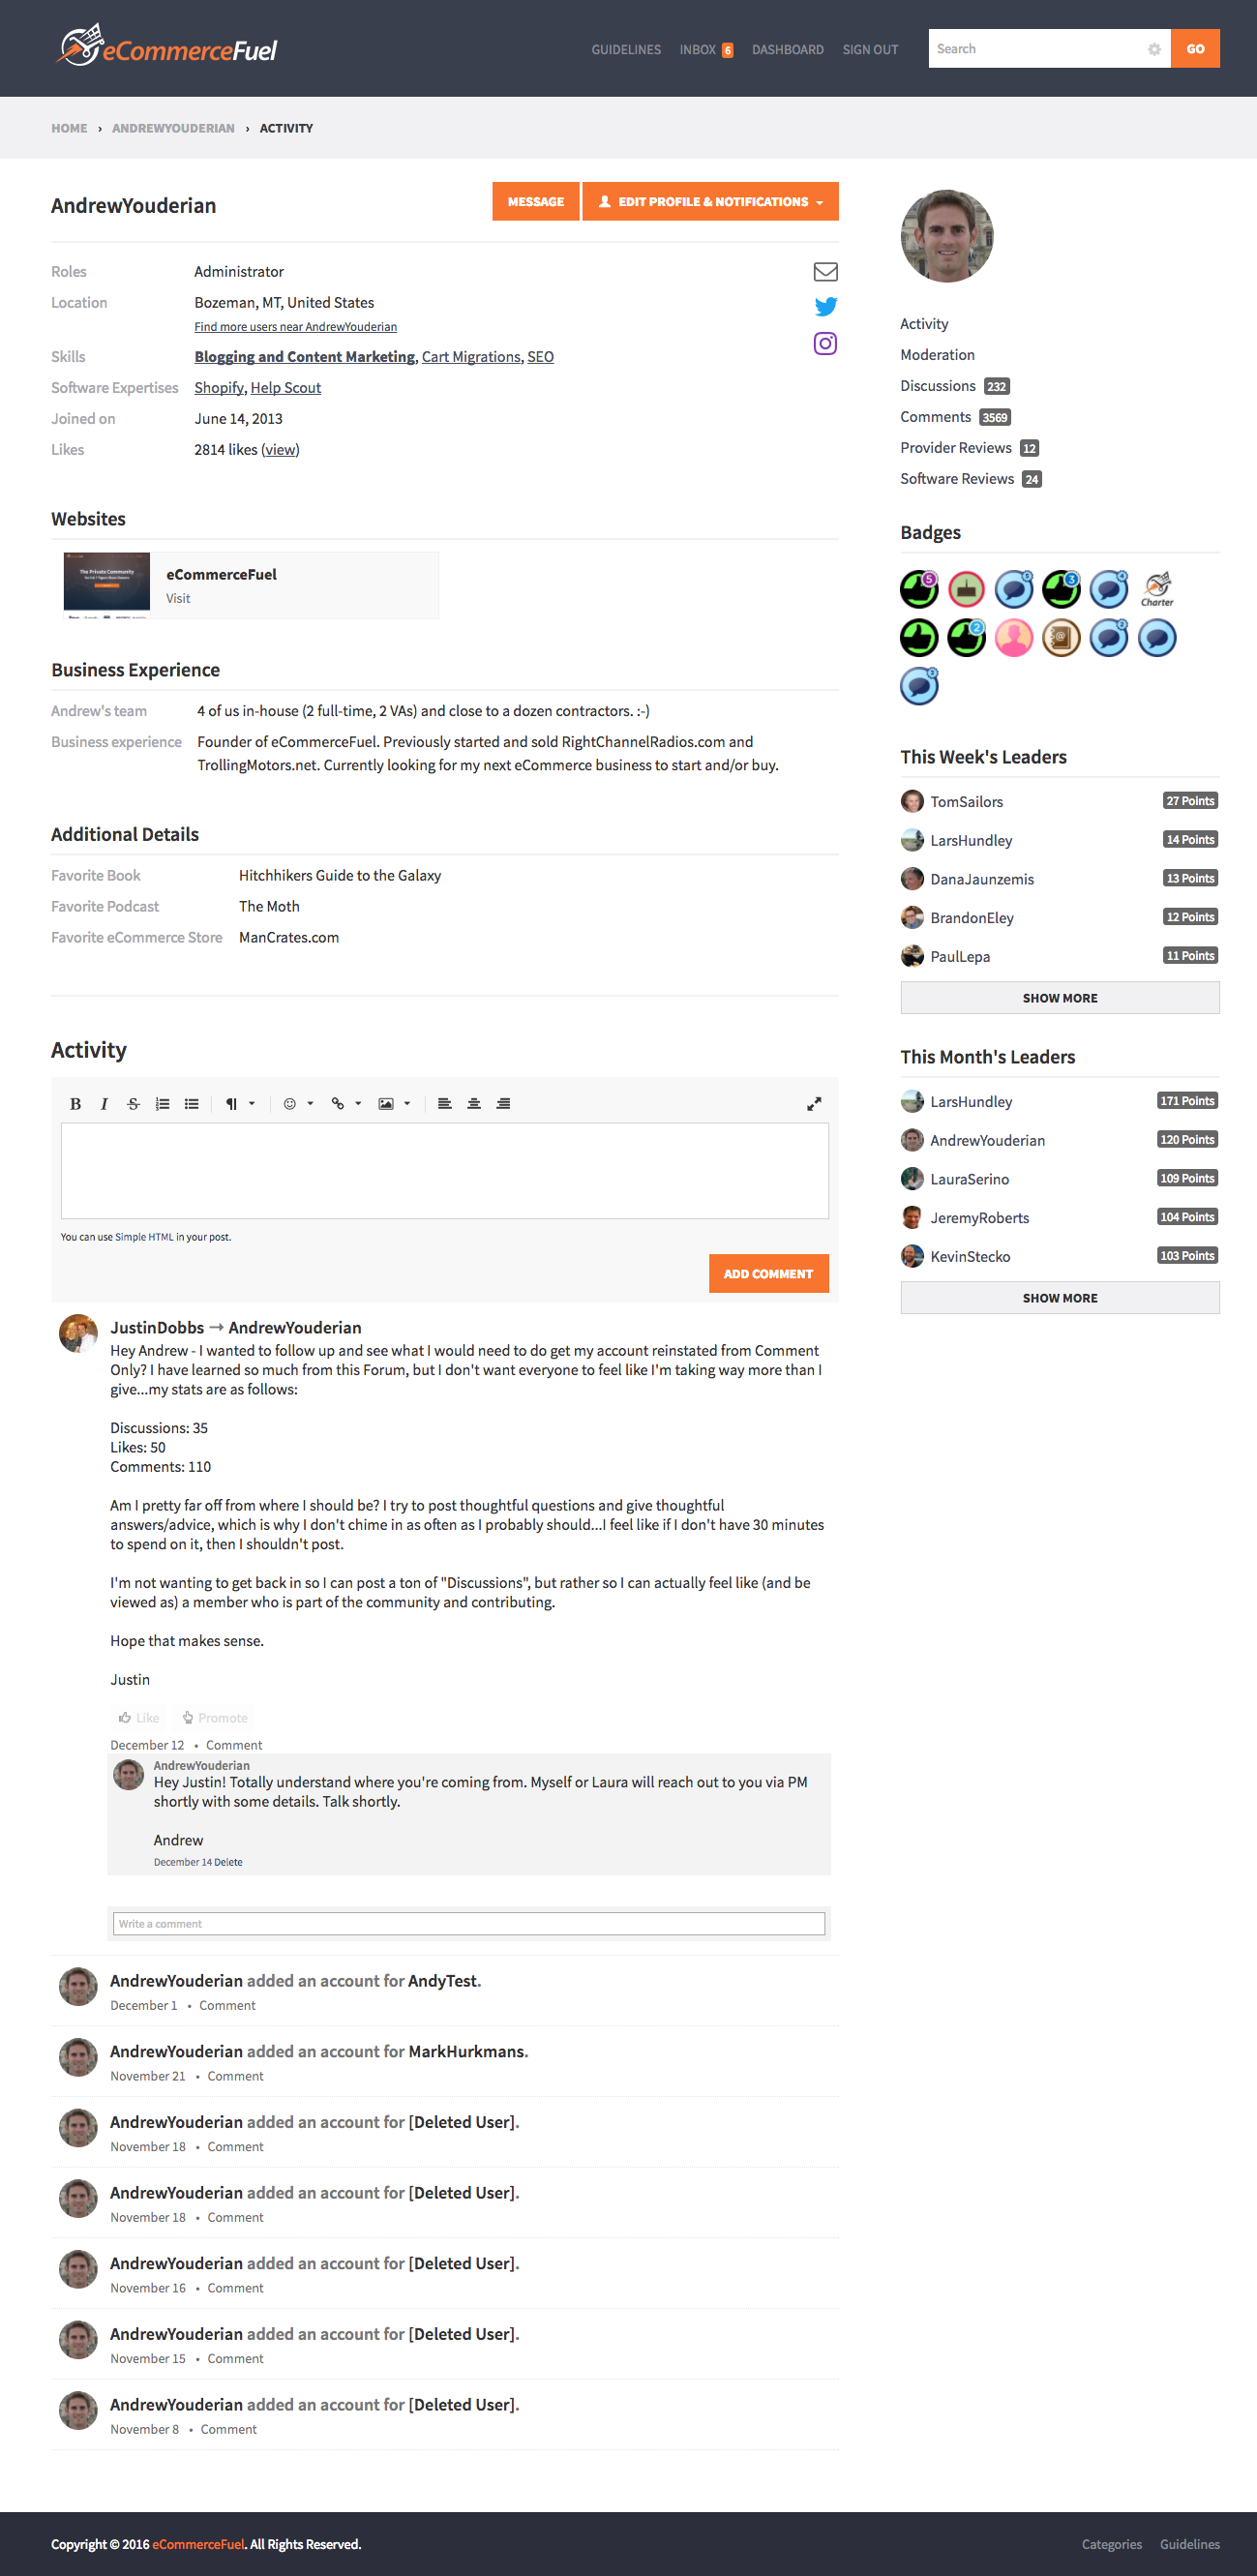 eCommerceFuel
GUIDELINES INBOX 6 DASHBOARD SIGN OUT Search GO
HOME › ANDREWYOUDERIAN › ACTIVITY
AndrewYouderian
MESSAGE EDIT PROFILE & NOTIFICATIONS
Roles Administrator
Location Bozeman, MT, United States
Find more users near AndrewYouderian
Skills Blogging and Content Marketing, Cart Migrations, SEO
Software Expertises Shopify, Help Scout
Joined on June 14, 2013
Likes 2814 likes (view)
Websites
The Private Community
eCommerceFuel
Visit
Business Experience
Andrew's team 4 of us in-house (2 full-time, 2 VAs) and close to a dozen contractors. :-)
Business experience Founder of eCommerceFuel. Previously started and sold RightChannelRadios.com and
TrollingMotors.net. Currently looking for my next eCommerce business to start and/or buy.
Additional Details
Favorite Book Hitchhikers Guide to the Galaxy
Favorite Podcast The Moth
Favorite eCommerce Store ManCrates.com
Activity
B I S
You can use Simple HTML in your post.
ADD COMMENT
JustinDobbs → AndrewYouderian
Hey Andrew - I wanted to follow up and see what I would need to do get my account reinstated from Comment
Only? I have learned so much from this Forum, but I don't want everyone to feel like I'm taking way more than I
give...my stats are as follows:
Discussions: 35
Likes: 50
Comments: 110
Am I pretty far off from where I should be? I try to post thoughtful questions and give thoughtful
answers/advice, which is why I don't chime in as often as I probably should...I feel like if I don't have 30 minutes
to spend on it, then I shouldn't post.
I'm not wanting to get back in so I can post a ton of "Discussions", but rather so I can actually feel like (and be
viewed as) a member who is part of the community and contributing.
Hope that makes sense.
Justin
Like Promote
December 12 • Comment
AndrewYouderian
Hey Justin! Totally understand where you're coming from. Myself or Laura will reach out to you via PM
shortly with some details. Talk shortly.
Andrew
December 14 Delete
Write a comment
AndrewYouderian added an account for AndyTest.
December 1 • Comment
AndrewYouderian added an account for MarkHurkmans.
November 21 • Comment
AndrewYouderian added an account for [Deleted User].
November 18 • Comment
AndrewYouderian added an account for [Deleted User].
November 18 • Comment
AndrewYouderian added an account for [Deleted User].
November 16 • Comment
AndrewYouderian added an account for [Deleted User].
November 15 • Comment
AndrewYouderian added an account for [Deleted User].
November 8 • Comment
Activity
Moderation
Discussions 232
Comments 3569
Provider Reviews 12
Software Reviews 24
Badges
5 5 3 4 Charter
2 @ 2
3
This Week's Leaders
TomSailors 27 Points
LarsHundley 14 Points
DanaJaunzemis 13 Points
BrandonEley 12 Points
PaulLepa 11 Points
SHOW MORE
This Month's Leaders
LarsHundley 171 Points
AndrewYouderian 120 Points
LauraSerino 109 Points
JeremyRoberts 104 Points
KevinStecko 103 Points
SHOW MORE
Copyright © 2016 eCommerceFuel. All Rights Reserved. Categories Guidelines